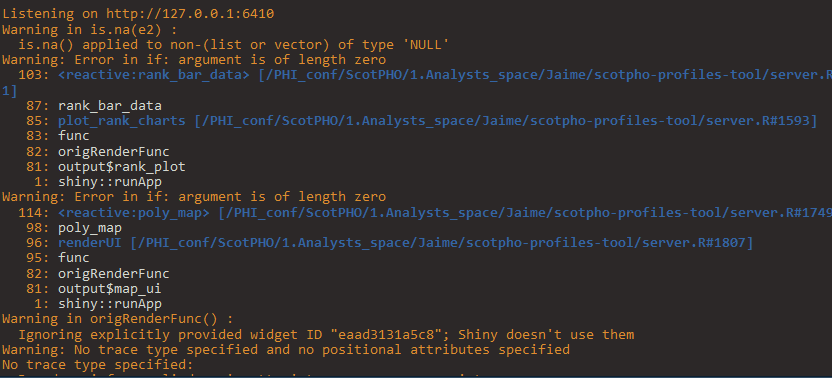 Listening on http://127.0.0.1:6410
Warning in is.na(e2) :
  is.na() applied to non-(list or vector) of type 'NULL'
Warning: Error in if: argument is of length zero
  103: <reactive:rank_bar_data> [/PHI_conf/ScotPHO/1.Analysts_space/Jaime/scotpho-profiles-tool/server.R
1]
   87: rank_bar_data
   85: plot_rank_charts [/PHI_conf/ScotPHO/1.Analysts_space/Jaime/scotpho-profiles-tool/server.R#1593]
   83: func
   82: origRenderFunc
   81: output$rank_plot
    1: shiny::runApp
Warning: Error in if: argument is of length zero
  114: <reactive:poly_map> [/PHI_conf/ScotPHO/1.Analysts_space/Jaime/scotpho-profiles-tool/server.R#1749
   98: poly_map
   96: renderUI [/PHI_conf/ScotPHO/1.Analysts_space/Jaime/scotpho-profiles-tool/server.R#1807]
   95: func
   82: origRenderFunc
   81: output$map_ui
    1: shiny::runApp
Warning in origRenderFunc() :
  Ignoring explicitly provided widget ID "eaad3131a5c8"; Shiny doesn't use them
Warning: No trace type specified and no positional attributes specified
No trace type specified: